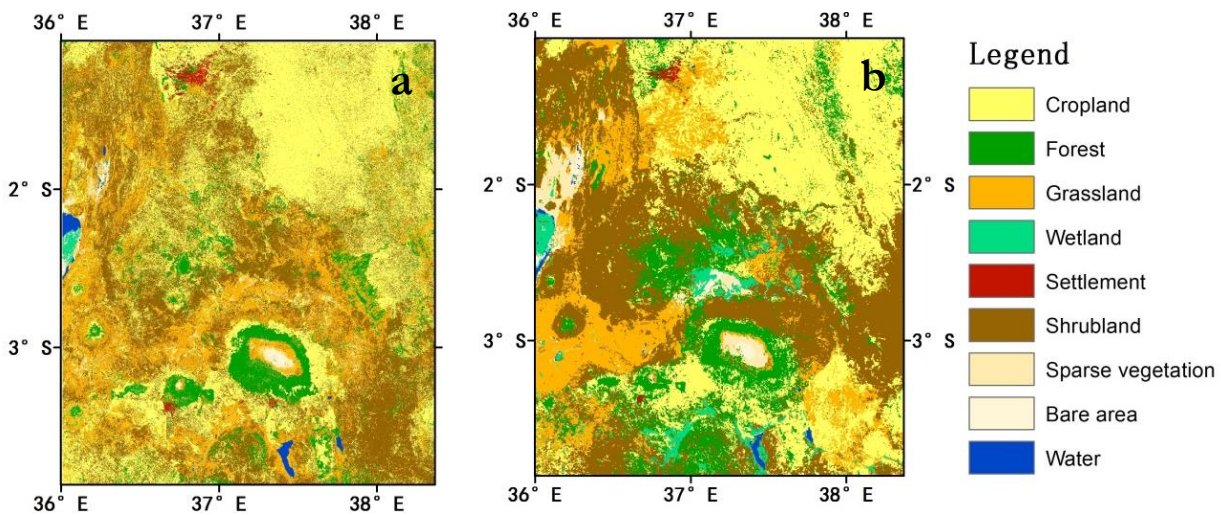 36° E 37° E 38° E
36° E 37° E 38° E
a
b
2° S
2° S
2° S
3° S
3° S
3° S
36° E 37° E 38° E
36° E 37° E 38° E
Legend
Cropland
Forest
Grassland
Wetland
Settlement
Shrubland
Sparse vegetation
Bare area
Water